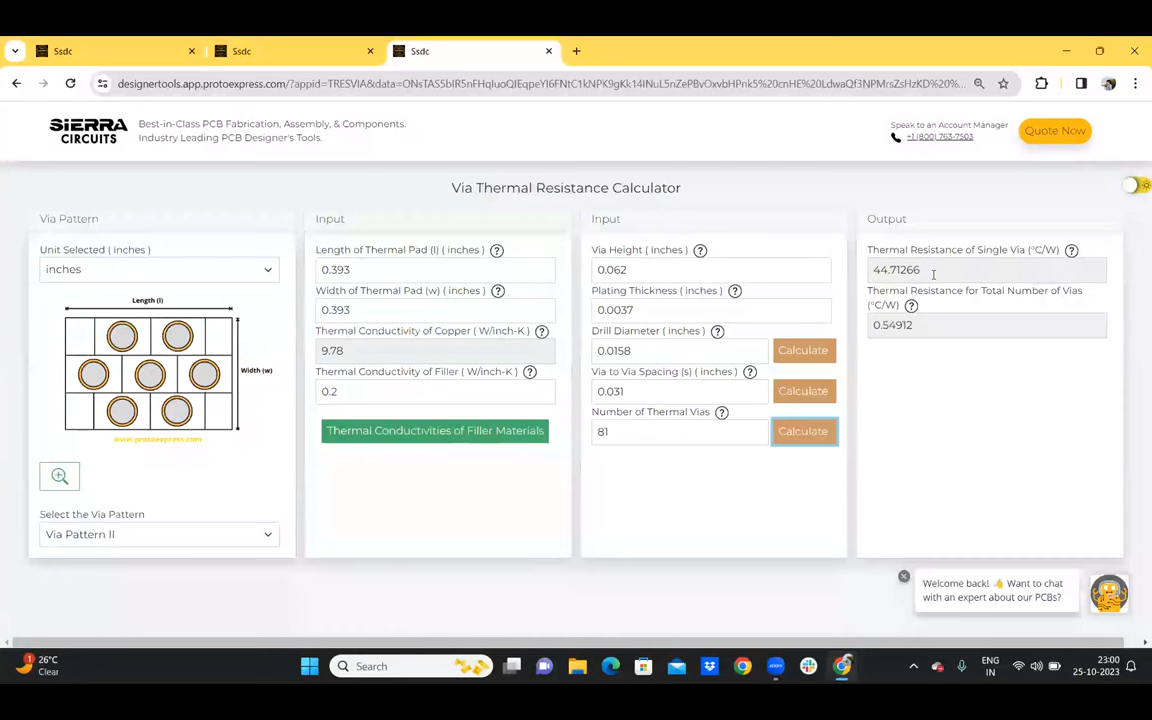 Ssdc
Ssdc
Ssdc
designertools.app.protoexpress.com/?appid=TRESVIA&data=
SIERRA
CIRCUITS
Best-in-Class PCB Fabrication, Assembly, & Components.
Industry Leading PCB Designer's Tools.
Speak to an Account Manager
+1 (800) 763-7503
Quote Now
Via Thermal Resistance Calculator
Via Pattern
Unit Selected ( inches )
inches
Length (l)
Width (w)
www.protoexpress.com
Select the Via Pattern
Via Pattern II
Input
Length of Thermal Pad (l) ( inches ) ?
0.393
Width of Thermal Pad (w) ( inches ) ?
0.393
Thermal Conductivity of Copper ( W/inch-K ) ?
9.78
Thermal Conductivity of Filler ( W/inch-K ) ?
0.2
Thermal Conductivities of Filler Materials
Input
Via Height ( inches ) ?
0.062
Plating Thickness ( inches ) ?
0.0037
Drill Diameter ( inches ) ?
0.0158 Calculate
Via to Via Spacing (s) ( inches ) ?
0.031 Calculate
Number of Thermal Vias ?
81 Calculate
Output
Thermal Resistance of Single Via (°C/W) ?
44.71266
Thermal Resistance for Total Number of Vias
(°C/W) ?
0.54912
Welcome back! 👋 Want to chat
with an expert about our PCBs?
1
26°C
Clear
Search
ENG
IN
23:00
25-10-2023